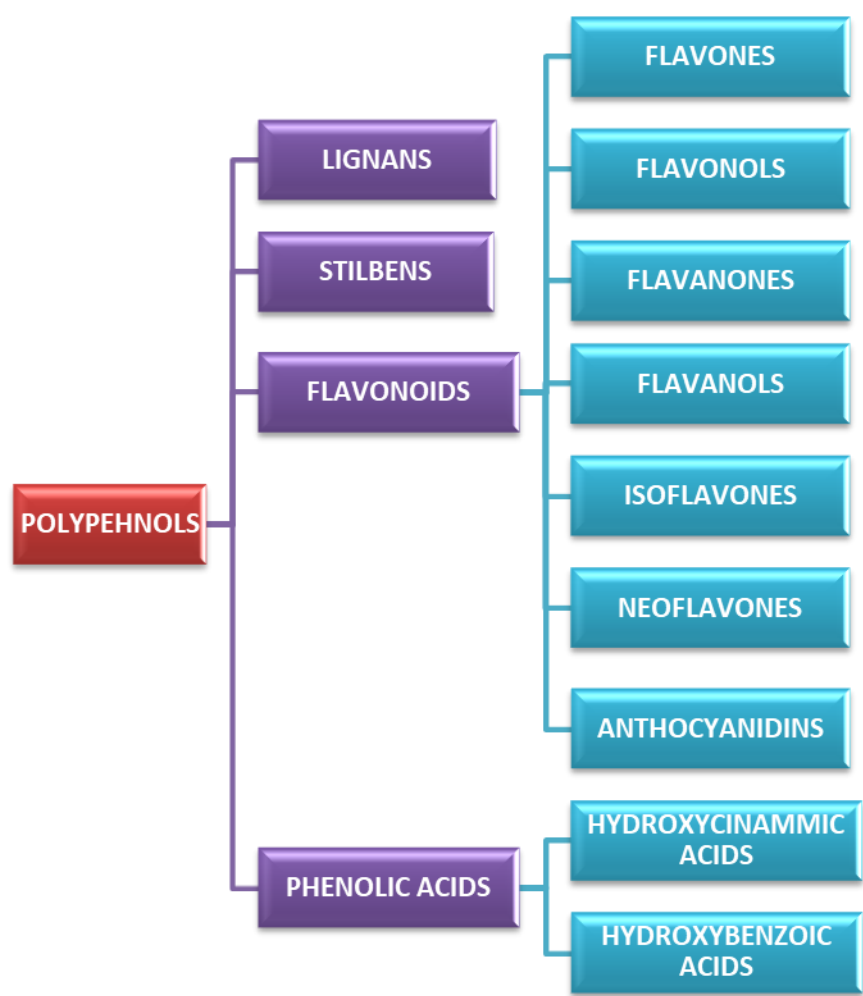 POLYPEHNOLS
LIGNANS
STILBENS
FLAVONOIDS
PHENOLIC ACIDS
FLAVONES
FLAVONOLS
FLAVANONES
FLAVANOLS
ISOFLAVONES
NEOFLAVONES
ANTHOCYANIDINS
HYDROXYCINAMMIC
ACIDS
HYDROXYBENZOIC
ACIDS